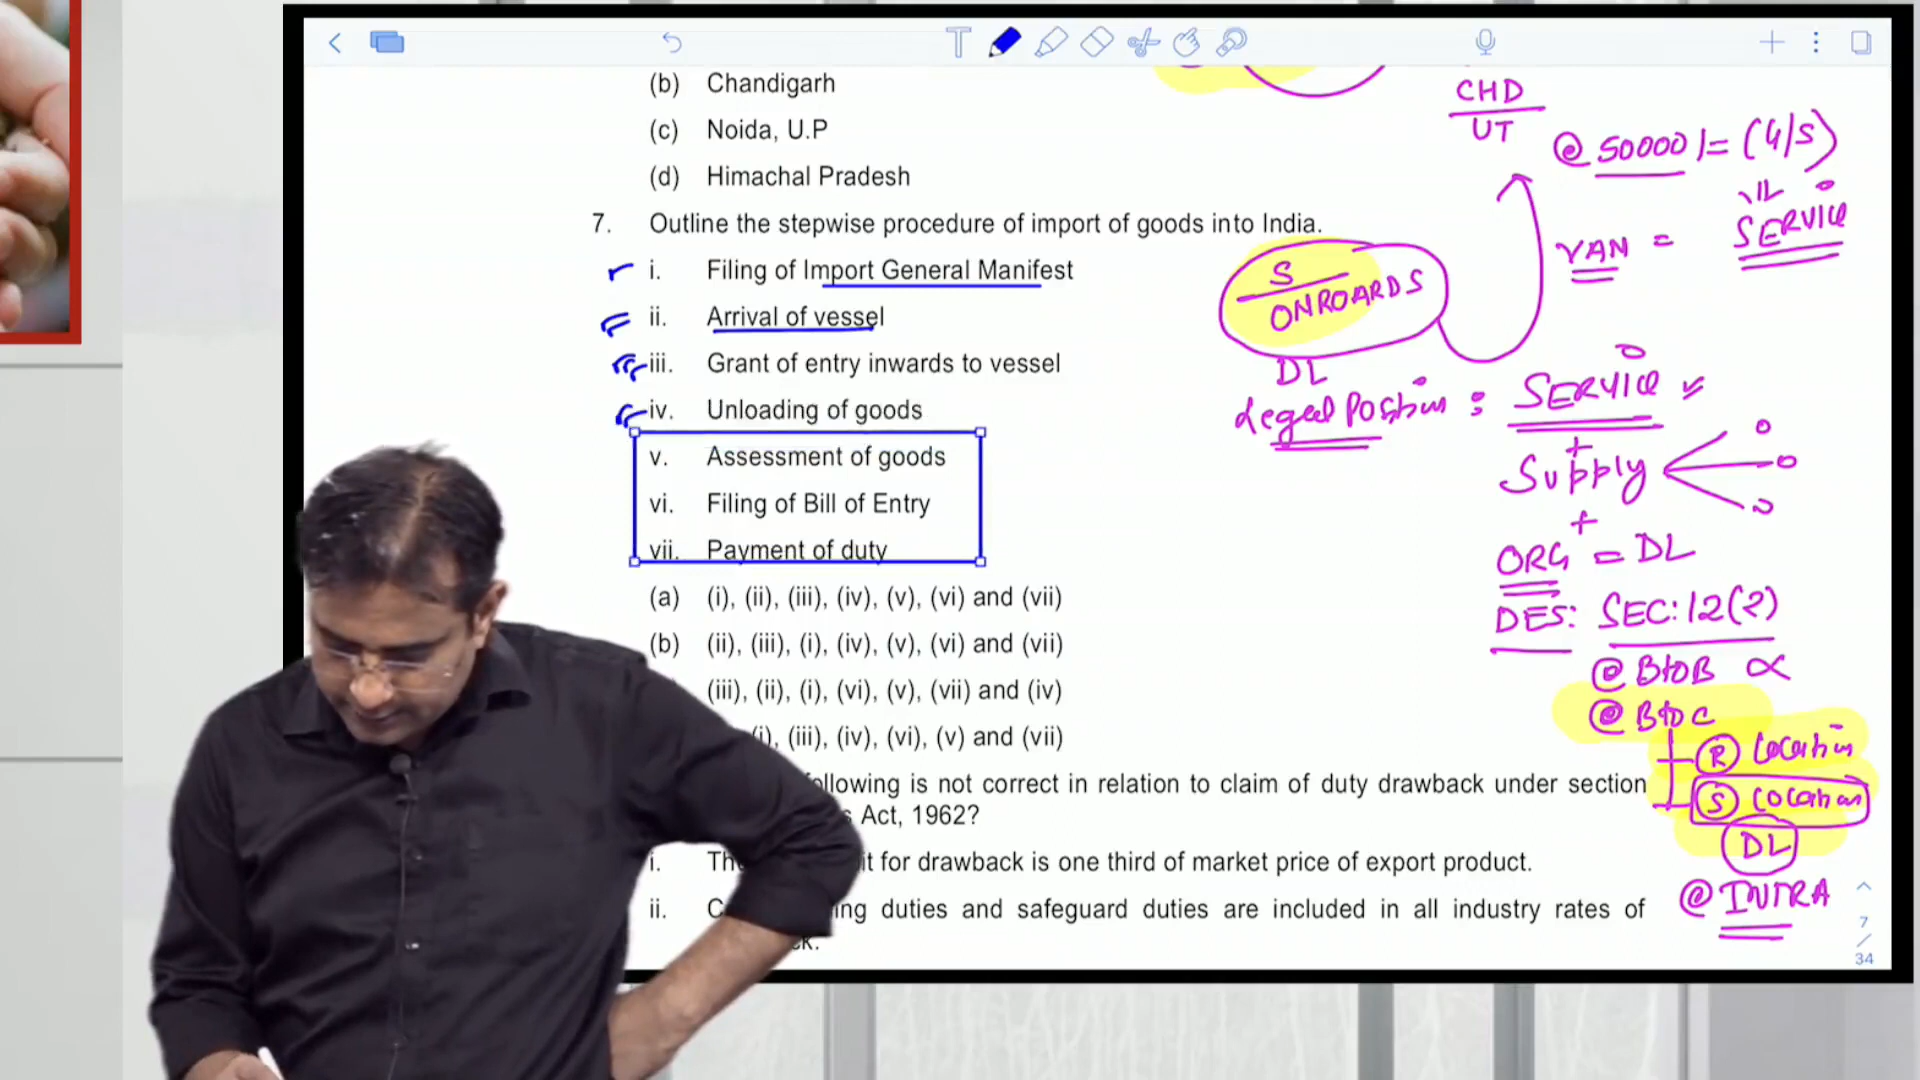 (b) Chandigarh
(c) Noida, U.P
(d) Himachal Pradesh
7. Outline the stepwise procedure of import of goods into India.
i. Filing of Import General Manifest
ii. Arrival of vessel
iii. Grant of entry inwards to vessel
iv. Unloading of goods
v. Assessment of goods
vi. Filing of Bill of Entry
vii. Payment of duty
(a) (i), (ii), (iii), (iv), (v), (vi) and (vii)
(b) (ii), (iii), (i), (iv), (v), (vi) and (vii)
(iii), (ii), (i), (vi), (v), (vii) and (iv)
(i), (iii), (iv), (vi), (v) and (vii)
following is not correct in relation to claim of duty drawback under section
Act, 1962?
i. for drawback is one third of market price of export product.
ii. duties and safeguard duties are included in all industry rates of
CHD
UT
@ 50000/= (4/S)
VAN = SERVICE
S
ONROARDS
DL
Legal Position : SERVICE
+
Supply
+
ORG = DL
DES: SEC:12(2)
@ BtoB
@ BtoC
R Location
S Location
DL
@ INTRA
7
/
34